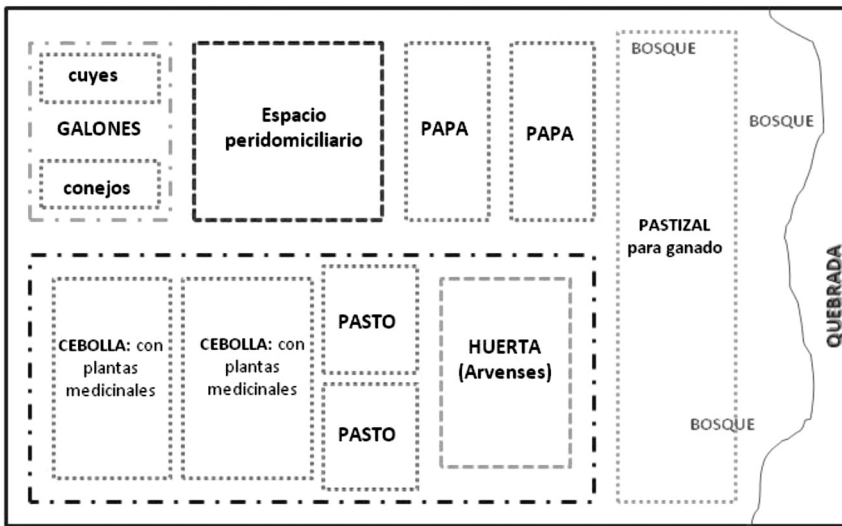 cuyes
GALONES
conejos
Espacio
peridomiciliario
PAPA
PAPA
BOSQUE
BOSQUE
PASTIZAL
para ganado
QUEBRADA
CEBOLLA: con
plantas
medicinales
CEBOLLA: con
plantas
medicinales
PASTO
PASTO
HUERTA
(Arvenses)
BOSQUE